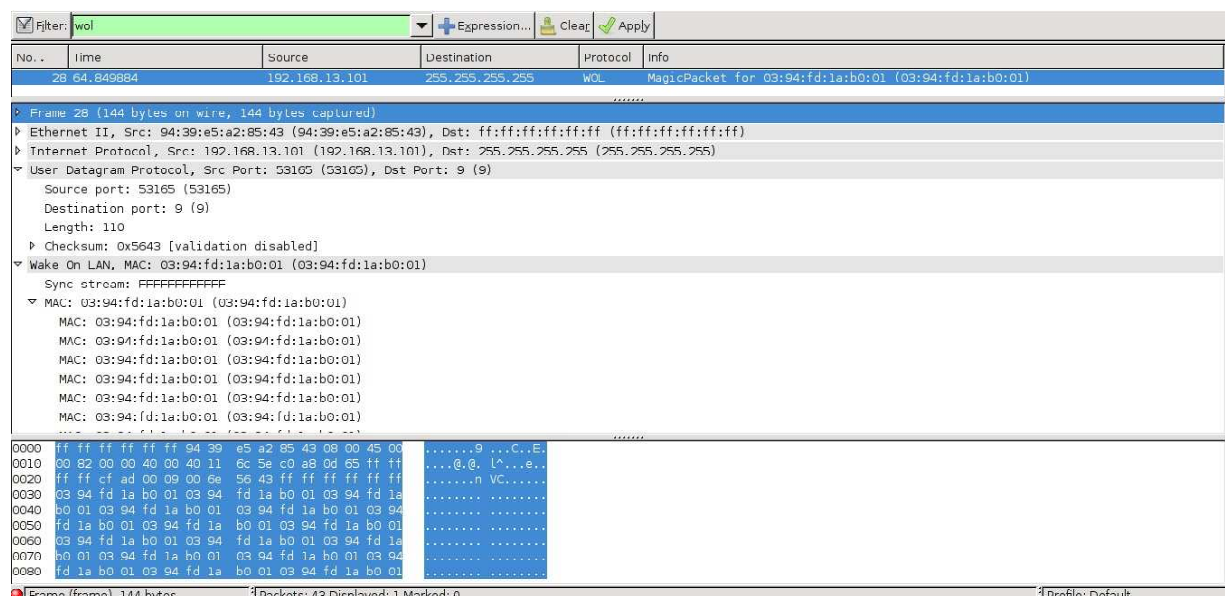 Filter: wol Expression... Clear Apply
No. . Time Source Destination Protocol Info
28 64.849884 192.168.13.101 255.255.255.255 WOL MagicPacket for 03:94:fd:1a:b0:01 (03:94:fd:1a:b0:01)
Frame 28 (144 bytes on wire, 144 bytes captured)
Ethernet II, Src: 94:39:e5:a2:85:43 (94:39:e5:a2:85:43), Dst: ff:ff:ff:ff:ff:ff (ff:ff:ff:ff:ff:ff)
Internet Protocol, Src: 192.168.13.101 (192.168.13.101), Dst: 255.255.255.255 (255.255.255.255)
User Datagram Protocol, Src Port: 53165 (53165), Dst Port: 9 (9)
Source port: 53165 (53165)
Destination port: 9 (9)
Length: 110
Checksum: 0x5643 [validation disabled]
Wake On LAN, MAC: 03:94:fd:1a:b0:01 (03:94:fd:1a:b0:01)
Sync stream: FFFFFFFFFFFF
MAC: 03:94:fd:1a:b0:01 (03:94:fd:1a:b0:01)
MAC: 03:94:fd:1a:b0:01 (03:94:fd:1a:b0:01)
MAC: 03:94:fd:1a:b0:01 (03:94:fd:1a:b0:01)
MAC: 03:94:fd:1a:b0:01 (03:94:fd:1a:b0:01)
MAC: 03:94:fd:1a:b0:01 (03:94:fd:1a:b0:01)
MAC: 03:94:fd:1a:b0:01 (03:94:fd:1a:b0:01)
MAC: 03:94:fd:1a:b0:01 (03:94:fd:1a:b0:01)
0000 ff ff ff ff ff ff 94 39 e5 a2 85 43 08 00 45 00 .......9 ...C..E.
0010 00 82 00 00 40 00 40 11 6c 5e c0 a8 0d 65 ff ff ....@.@. l^...e..
0020 ff ff cf ad 00 09 00 6e 56 43 ff ff ff ff ff ff .......n VC......
0030 03 94 fd 1a b0 01 03 94 fd 1a b0 01 03 94 fd 1a ........ ........
0040 b0 01 03 94 fd 1a b0 01 03 94 fd 1a b0 01 03 94 ........ ........
0050 fd 1a b0 01 03 94 fd 1a b0 01 03 94 fd 1a b0 01 ........ ........
0060 03 94 fd 1a b0 01 03 94 fd 1a b0 01 03 94 fd 1a ........ ........
0070 b0 01 03 94 fd 1a b0 01 03 94 fd 1a b0 01 03 94 ........ ........
0080 fd 1a b0 01 03 94 fd 1a b0 01 03 94 fd 1a b0 01 ........ ........
Frame (frame), 144 bytes Packets: 43 Displayed: 1 Marked: 0 Profile: Default